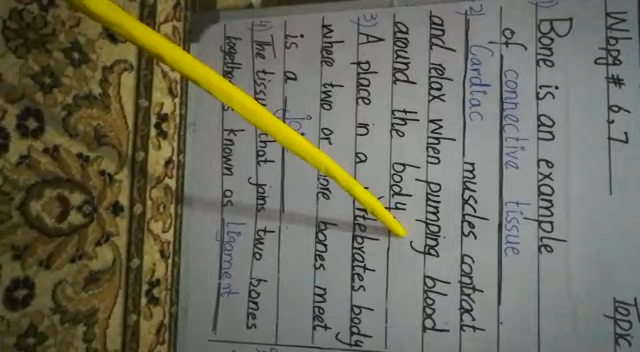 Wbpg # 6,7
Topic
1) Bone is an example
of connective tissue
2) Cardiac muscles contract
and relax when pumping blood
around the body
3) A place in a body
where two or bones meet
is a
4) The that joins two bones
known as Ligament